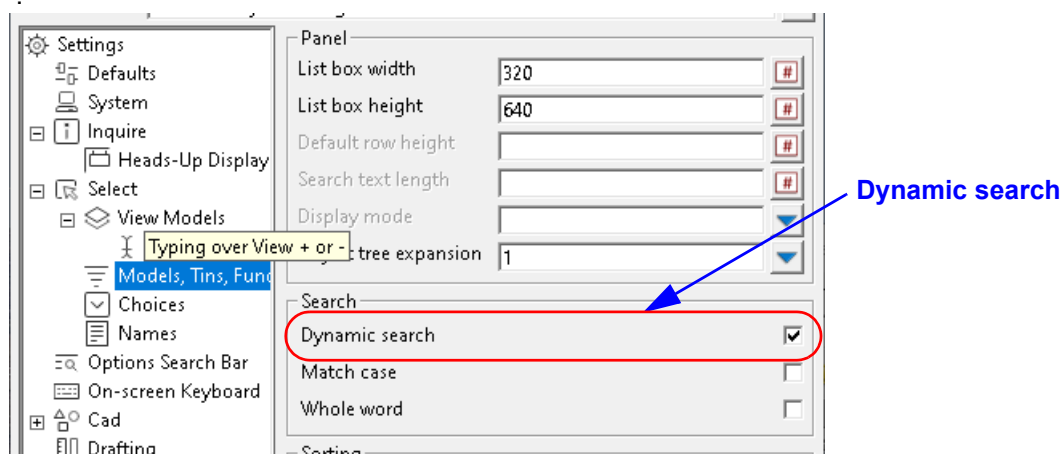 Settings
Defaults
System
Inquire
Heads-Up Display
Select
View Models
Typing over View + or -
Models, Tins, Func
Choices
Names
Options Search Bar
On-screen Keyboard
Cad
Drafting
Panel
List box width 320 #
List box height 640 #
Default row height #
Search text length #
Display mode
tree expansion 1
Search
Dynamic search
Match case
Whole word
Sorting
Dynamic search